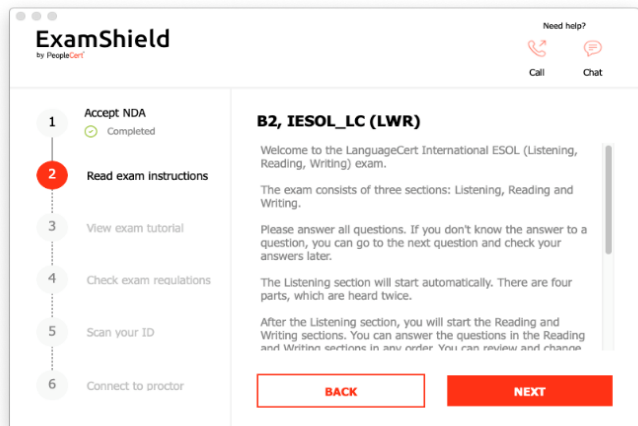 Need help?
ExamShield
by PeopleCert
Call
Chat
1
Accept NDA
Completed
2
Read exam instructions
3
View exam tutorial
4
Check exam regulations
5
Scan your ID
6
Connect to proctor
B2, IESOL_LC (LWR)
Welcome to the LanguageCert International ESOL (Listening,
Reading, Writing) exam.
The exam consists of three sections: Listening, Reading and
Writing.
Please answer all questions. If you don't know the answer to a
question, you can go to the next question and check your
answers later.
The Listening section will start automatically. There are four
parts, which are heard twice.
After the Listening section, you will start the Reading and
Writing sections. You can answer the questions in the Reading
and Writing sections in any order. You can review and change
BACK
NEXT